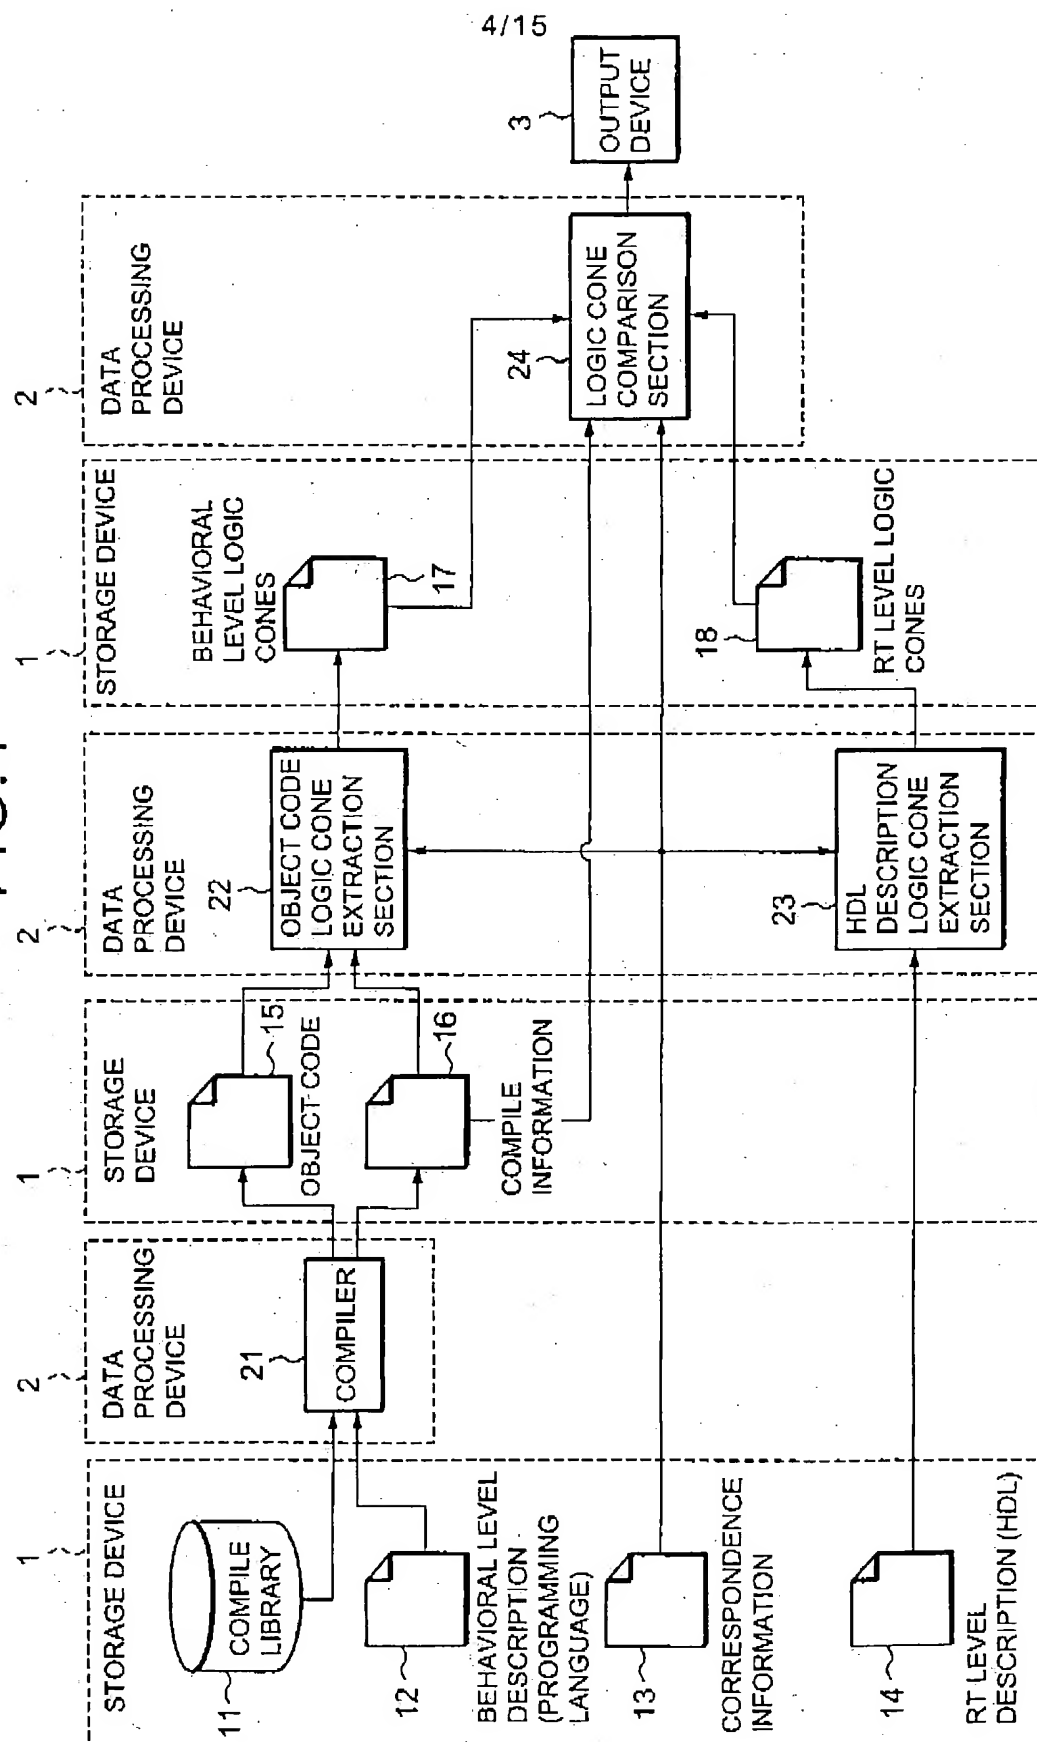 4/15
1
STORAGE DEVICE
11
COMPILE
LIBRARY
12
BEHAVIORAL LEVEL
DESCRIPTION
(PROGRAMMING
LANGUAGE)
13
CORRESPONDENCE
INFORMATION
14
RT LEVEL
DESCRIPTION (HDL)
2
DATA
PROCESSING
DEVICE
21
COMPILER
1
STORAGE
DEVICE
15
OBJECT CODE
16
COMPILE
INFORMATION
2
DATA
PROCESSING
DEVICE
22
OBJECT CODE
LOGIC CONE
EXTRACTION
SECTION
23
HDL
DESCRIPTION
LOGIC CONE
EXTRACTION
SECTION
1
STORAGE DEVICE
BEHAVIORAL
LEVEL LOGIC
CONES
17
18
RT LEVEL LOGIC
CONES
2
DATA
PROCESSING
DEVICE
24
LOGIC CONE
COMPARISON
SECTION
3
OUTPUT
DEVICE